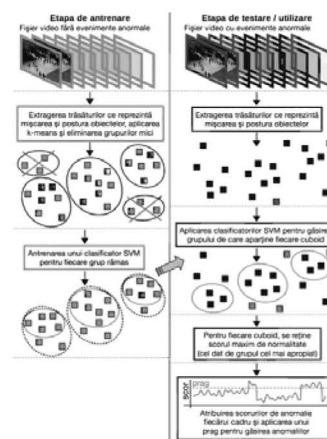 Etapa de antrenare
Fișier video fără evenimente anormale
Extragerea trăsăturilor ce reprezintă
mișcarea și postura obiectelor, aplicarea
k-means și eliminarea grupurilor mici
Antrenarea unui clasificator SVM
pentru fiecare grup rămas
Etapa de testare / utilizare
Fișier video cu evenimente anormale
Extragerea trăsăturilor ce reprezintă
mișcarea și postura obiectelor
Aplicarea clasificatorilor SVM pentru găsirea
grupului de care aparține fiecare cuboid
Pentru fiecare cuboid, se reține
scorul maxim de normalitate
(cel dat de grupul cel mai apropiat)
scor
prag
Atribuirea scorurilor de anomalie
fiecărui cadru și aplicarea unui
prag pentru găsirea anomaliilor